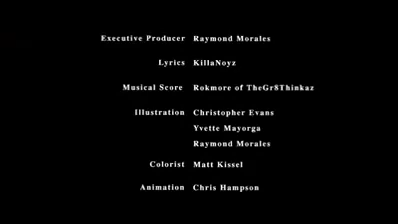 Executive Producer Raymond Morales
Lyrics KillaNoyz
Musical Score Rokmore of TheGr8Thinkaz
Illustration Christopher Evans
Yvette Mayorga
Raymond Morales
Colorist Matt Kissel
Animation Chris Hampson